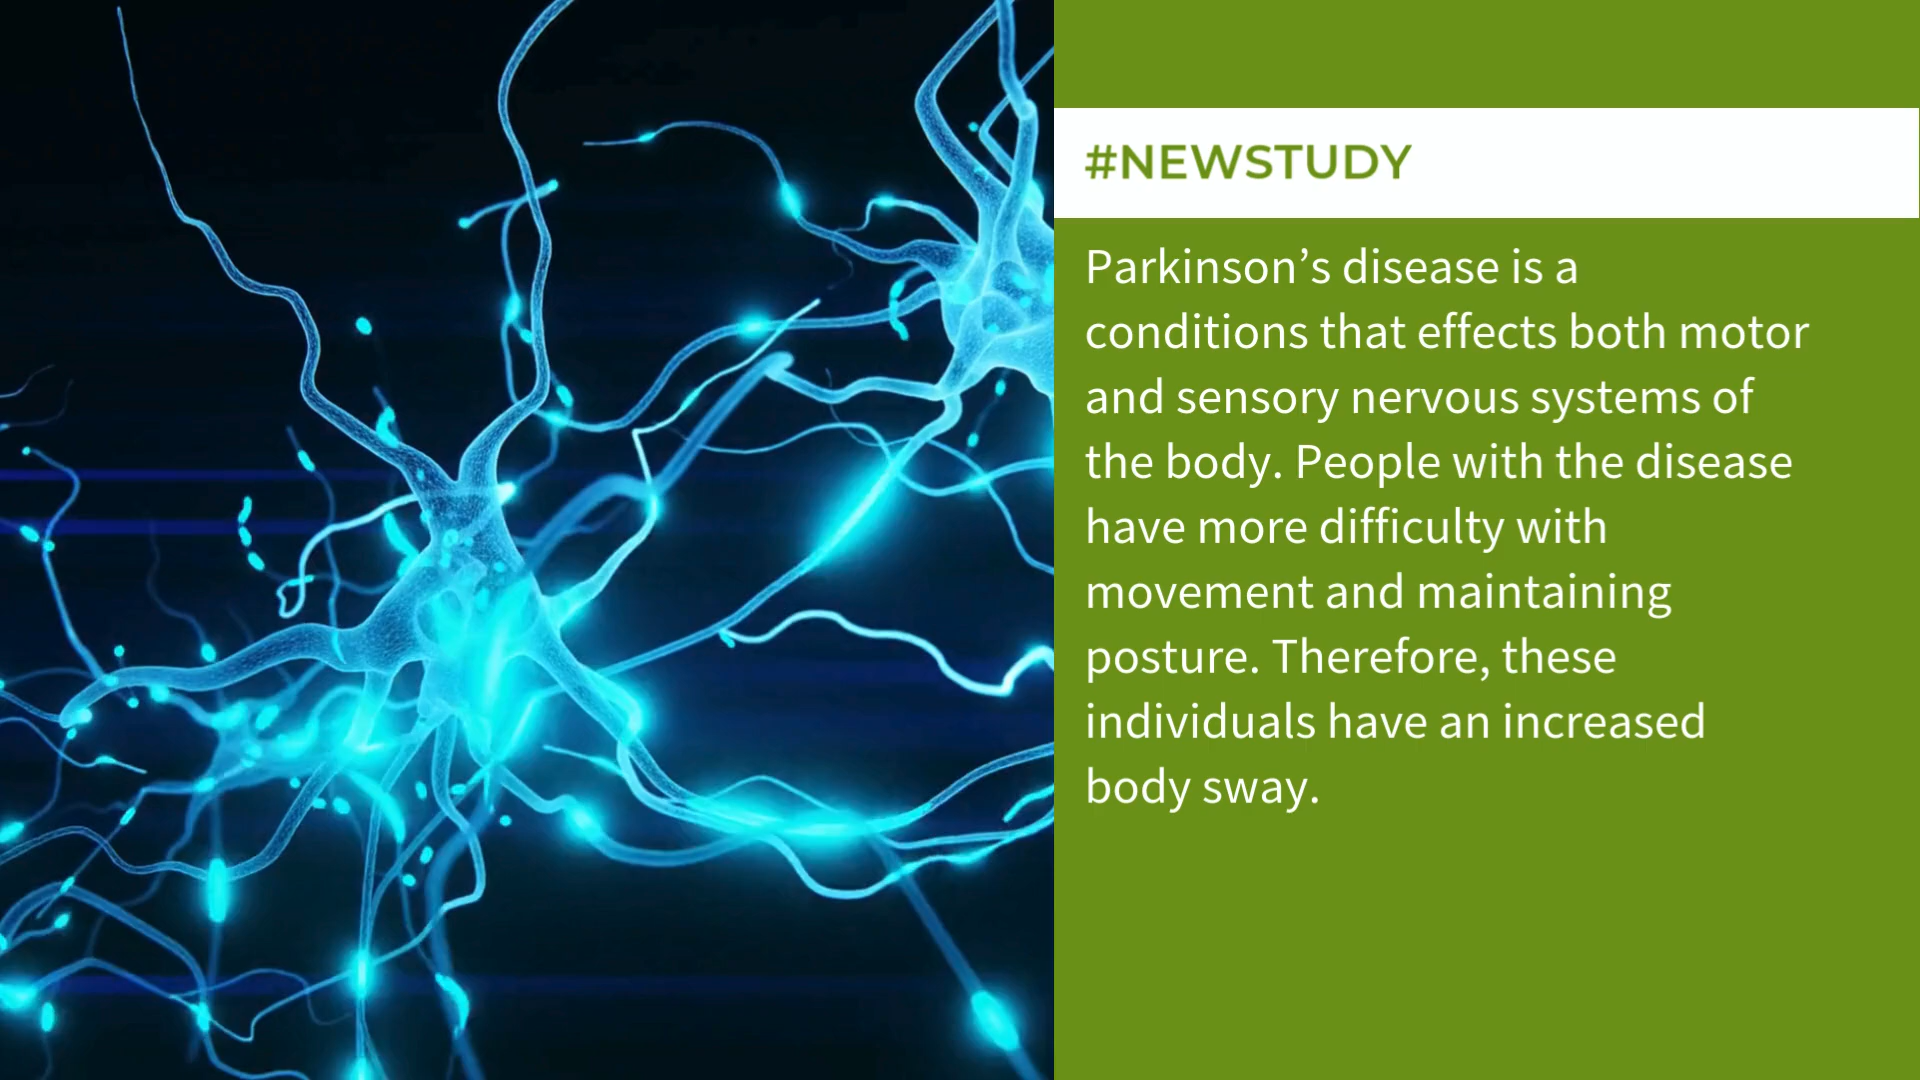 #NEWSTUDY
Parkinson’s disease is a
conditions that effects both motor
and sensory nervous systems of
the body. People with the disease
have more difficulty with
movement and maintaining
posture. Therefore, these
individuals have an increased
body sway.